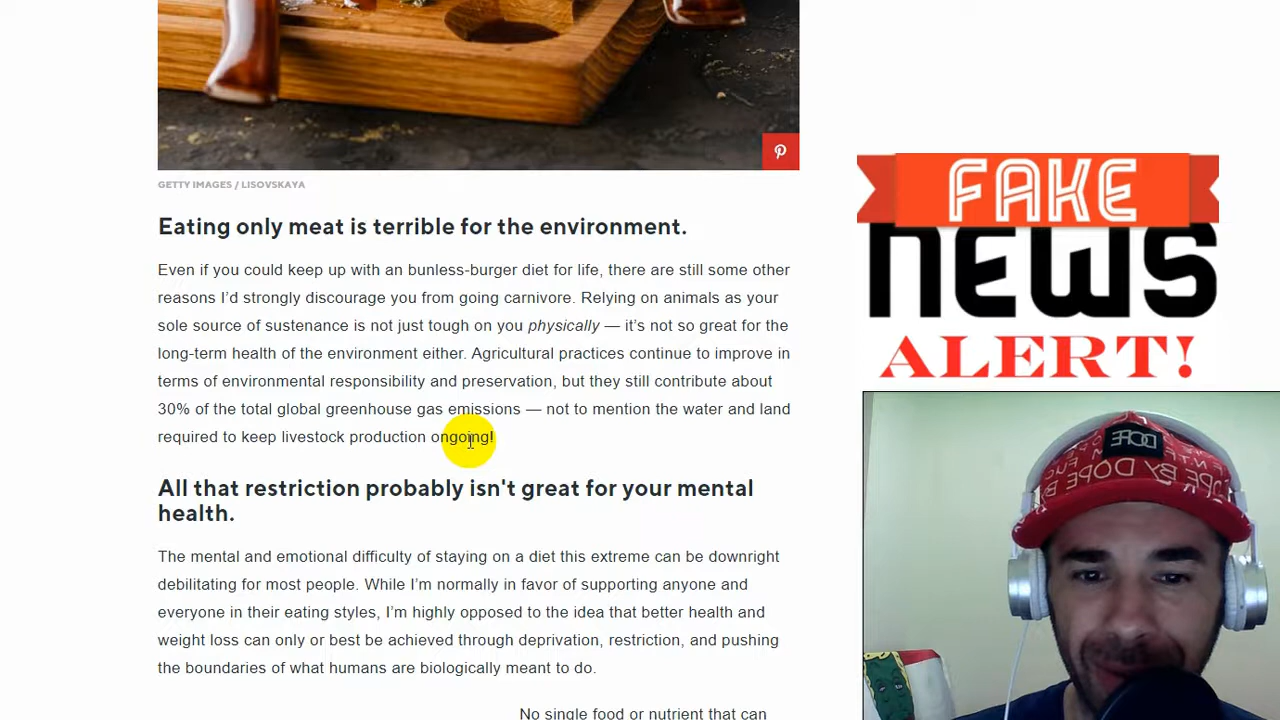 GETTY IMAGES / LISOVSKAYA
Eating only meat is terrible for the environment.
Even if you could keep up with an bunless-burger diet for life, there are still some other
reasons I'd strongly discourage you from going carnivore. Relying on animals as your
sole source of sustenance is not just tough on you physically — it's not so great for the
long-term health of the environment either. Agricultural practices continue to improve in
terms of environmental responsibility and preservation, but they still contribute about
30% of the total global greenhouse gas emissions — not to mention the water and land
required to keep livestock production ongoing!
All that restriction probably isn't great for your mental
health.
The mental and emotional difficulty of staying on a diet this extreme can be downright
debilitating for most people. While I'm normally in favor of supporting anyone and
everyone in their eating styles, I'm highly opposed to the idea that better health and
weight loss can only or best be achieved through deprivation, restriction, and pushing
the boundaries of what humans are biologically meant to do.
No single food or nutrient that can
FAKE
NEWS
ALERT!
DOPE
BY DOPE